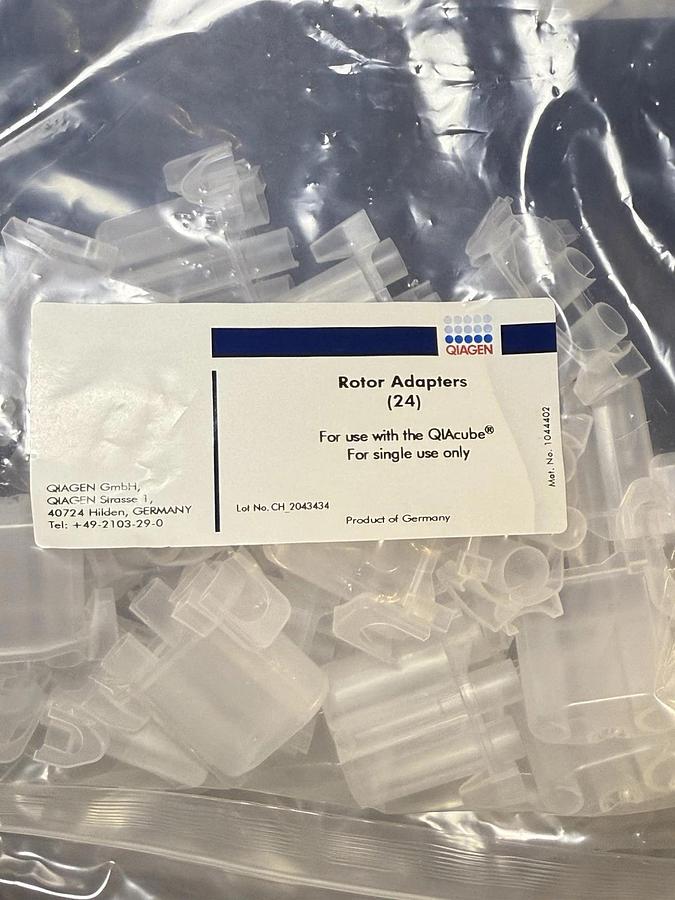 QIAGEN
Rotor Adapters
(24)
For use with the QIAcube®
For single use only
Mat. No. 1044402
QIAGEN GmbH,
QIAGEN Strasse 1,
40724 Hilden, GERMANY
Tel: +49-2103-29-0
Lot No. CH_2043434
Product of Germany